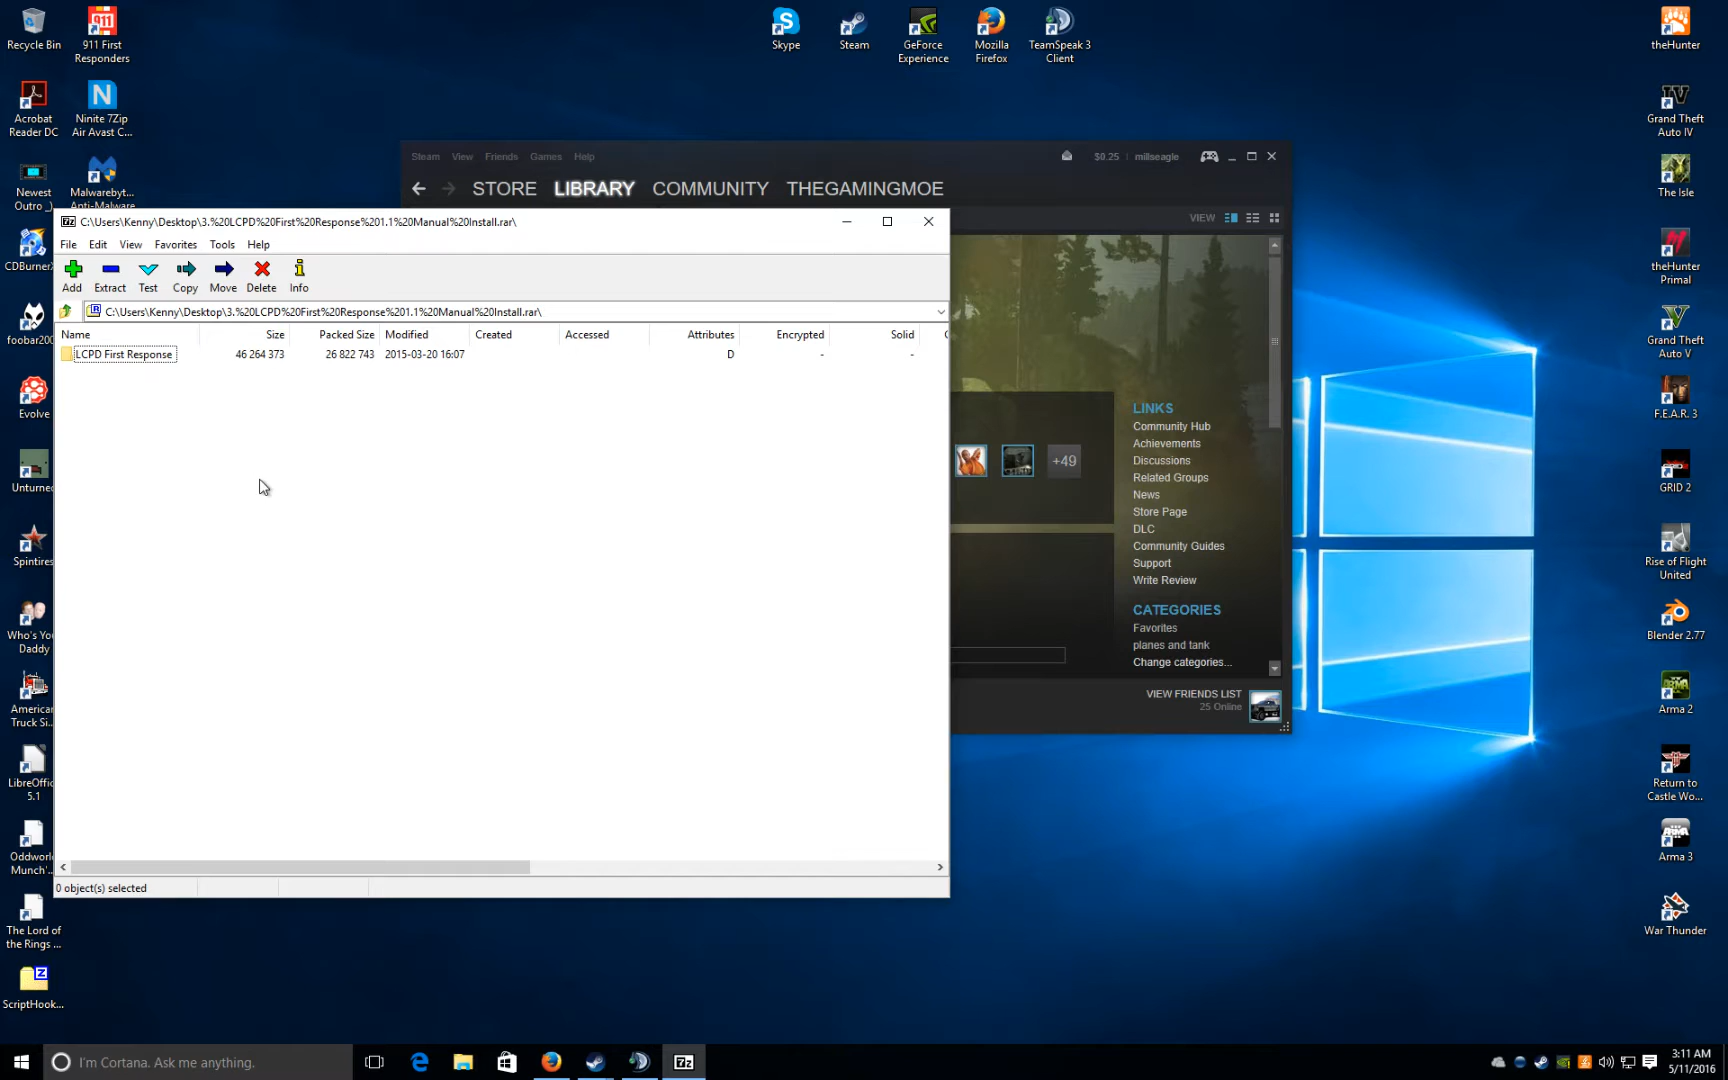 Recycle Bin
911 First
Responders
Skype
Steam
GeForce
Experience
Mozilla
Firefox
TeamSpeak 3
Client
theHunter
Acrobat
Reader DC
Ninite 7Zip
Air Avast C...
Grand Theft
Auto IV
Newest
Outro _)
Malwarebyt...
Anti-Malware
The Isle
Steam View Friends Games Help
$0.25 | millseagle
STORE LIBRARY COMMUNITY THEGAMINGMOE
VIEW
C:\Users\Kenny\Desktop\3.%20LCPD%20First%20Response%201.1%20Manual%20Install.rar\
File Edit View Favorites Tools Help
Add Extract Test Copy Move Delete Info
C:\Users\Kenny\Desktop\3.%20LCPD%20First%20Response%201.1%20Manual%20Install.rar\
Name Size Packed Size Modified Created Accessed Attributes Encrypted Solid
LCPD First Response 46 264 373 26 822 743 2015-03-20 16:07 D - -
0 object(s) selected
CDBurnerX
foobar200
Evolve
Unturned
Spintires
Who's You
Daddy
American
Truck Si...
LibreOffic
5.1
Oddworld
Munch'
The Lord of
the Rings ...
ScriptHook...
+49
LINKS
Community Hub
Achievements
Discussions
Related Groups
News
Store Page
DLC
Community Guides
Support
Write Review
CATEGORIES
Favorites
planes and tank
Change categories...
VIEW FRIENDS LIST
25 Online
theHunter
Primal
Grand Theft
Auto V
F.E.A.R. 3
GRID 2
Rise of Flight
United
Blender 2.77
Arma 2
Return to
Castle Wo...
Arma 3
War Thunder
I'm Cortana. Ask me anything.
3:11 AM
5/11/2016